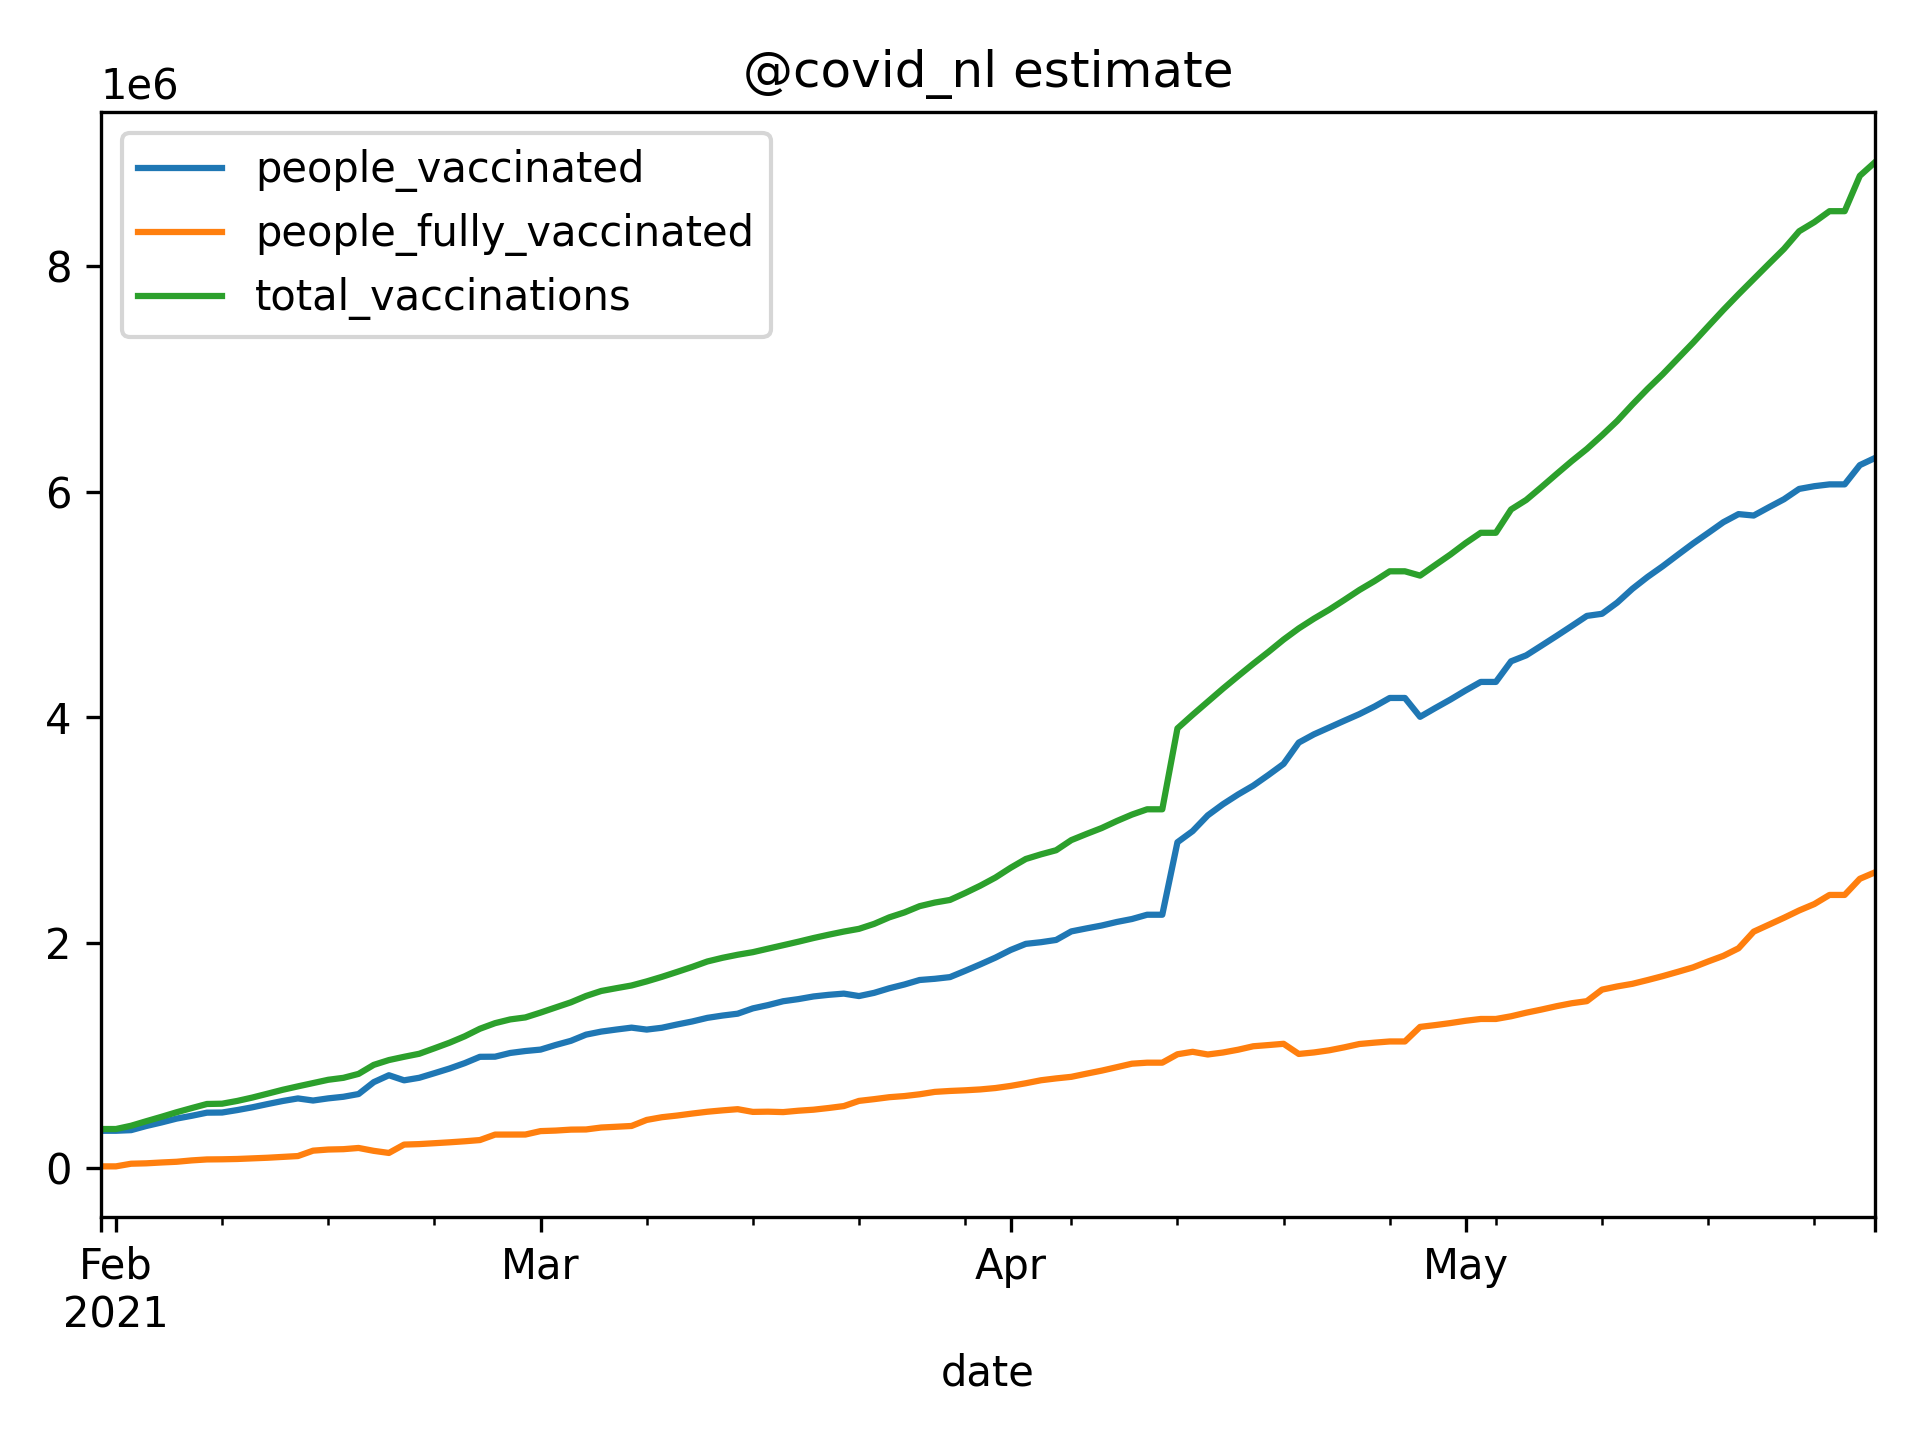 @covid_nl estimate
1e6
people_vaccinated
people_fully_vaccinated
total_vaccinations
8
6
4
2
0
Feb Mar Apr May
2021
date